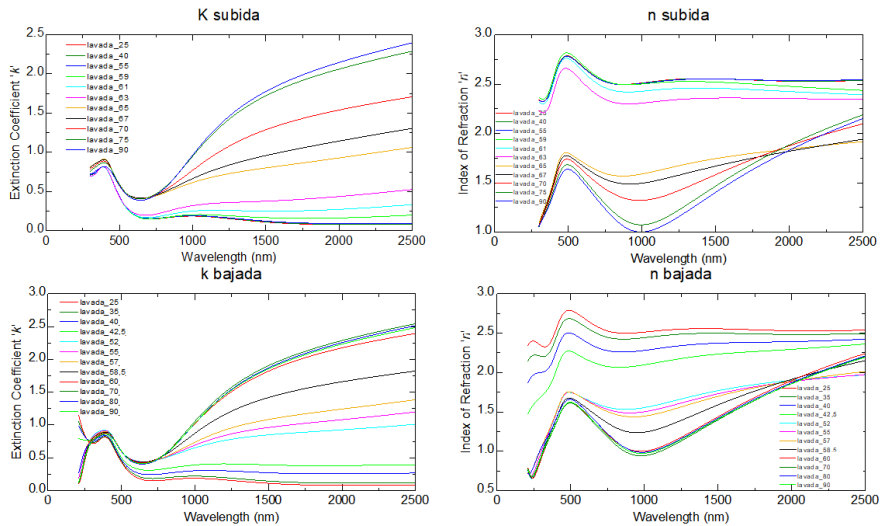 K subida
Extinction Coefficient 'k'
2.5
2.0
1.5
1.0
0.5
0.0
lavada_25
lavada_40
lavada_55
lavada_59
lavada_61
lavada_63
lavada_65
lavada_67
lavada_70
lavada_75
lavada_90
0 500 1000 1500 2000 2500
Wavelength (nm)
n subida
Index of Refraction 'n'
3.0
2.5
2.0
1.5
1.0
lavada_40
lavada_55
lavada_59
lavada_61
lavada_63
lavada_65
lavada_67
lavada_70
lavada_75
lavada_90
0 500 1000 1500 2000 2500
Wavelength (nm)
k bajada
Extinction Coefficient 'k'
3.0
2.5
2.0
1.5
1.0
0.5
0.0
lavada_25
lavada_35
lavada_40
lavada_42,5
lavada_52
lavada_55
lavada_57
lavada_58,5
lavada_60
lavada_70
lavada_80
lavada_90
0 500 1000 1500 2000 2500
Wavelength (nm)
n bajada
Index of Refraction 'n'
3.0
2.5
2.0
1.5
1.0
0.5
lavada_25
lavada_35
lavada_40
lavada_42,5
lavada_52
lavada_55
lavada_57
lavada_58,5
lavada_60
lavada_70
lavada_80
lavada_90
0 500 1000 1500 2000 2500
Wavelength (nm)